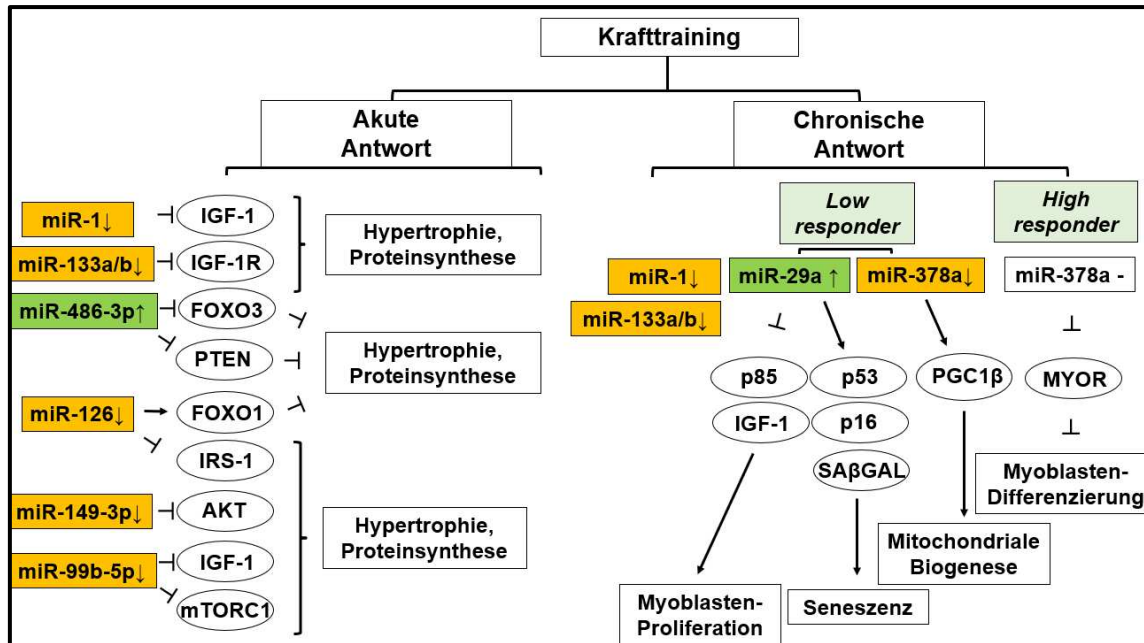 Krafttraining
Akute
Antwort
miR-1↓
IGF-1
miR-133a/b↓
IGF-1R
Hypertrophie,
Proteinsynthese
miR-486-3p↑
FOXO3
PTEN
Hypertrophie,
Proteinsynthese
miR-126↓
FOXO1
IRS-1
miR-149-3p↓
AKT
miR-99b-5p↓
IGF-1
mTORC1
Hypertrophie,
Proteinsynthese
Chronische
Antwort
Low
responder
High
responder
miR-1↓
miR-133a/b↓
miR-29a ↑
miR-378a↓
miR-378a -
p85
IGF-1
p53
p16
SAβGAL
PGC1β
MYOR
Myoblasten-
Proliferation
Seneszenz
Mitochondriale
Biogenese
Myoblasten-
Differenzierung